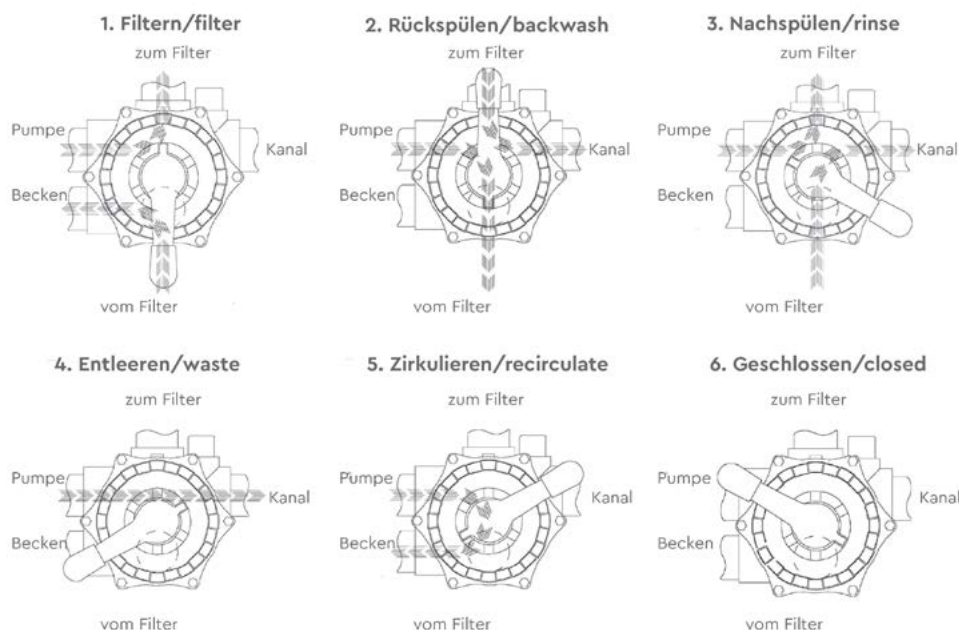 1. Filtern/filter
zum Filter
Pumpe
Kanal
Becken
vom Filter
2. Rückspülen/backwash
zum Filter
Pumpe
Kanal
Becken
vom Filter
3. Nachspülen/rinse
zum Filter
Pumpe
Kanal
Becken
vom Filter
4. Entleeren/waste
zum Filter
Pumpe
Kanal
Becken
vom Filter
5. Zirkulieren/recirculate
zum Filter
Pumpe
Kanal
Becken
vom Filter
6. Geschlossen/closed
zum Filter
Pumpe
Kanal
Becken
vom Filter